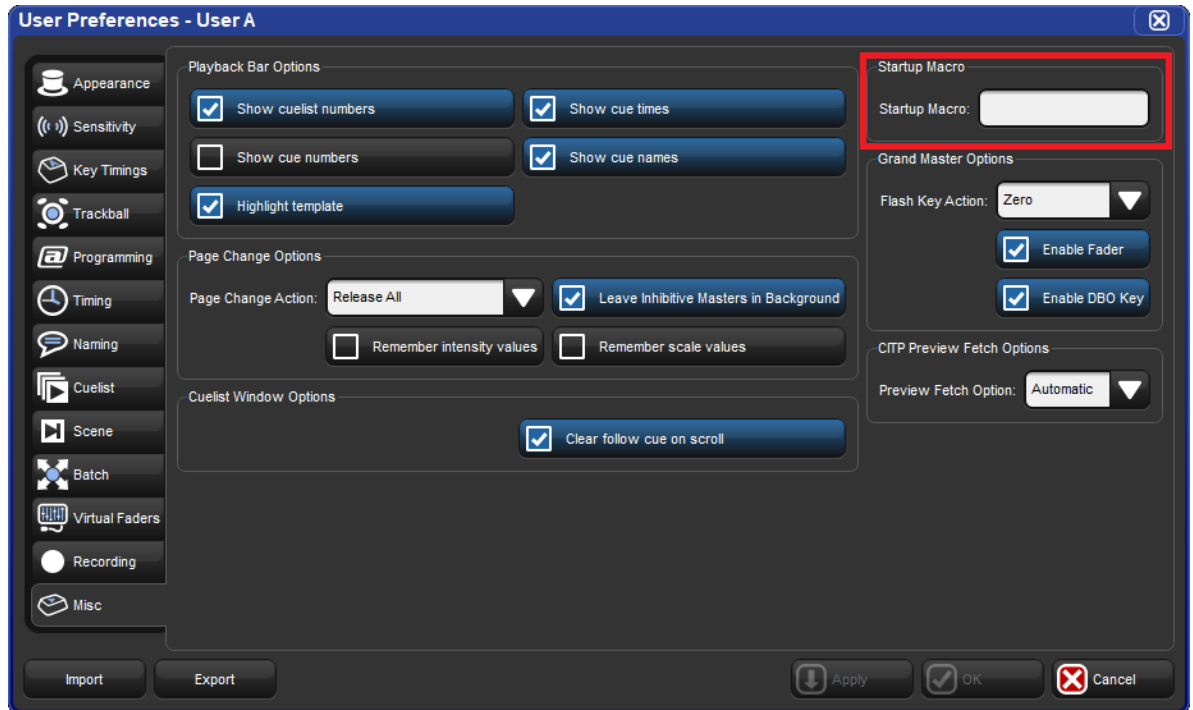 User Preferences - User A
Appearance
Sensitivity
Key Timings
Trackball
Programming
Timing
Naming
Cuelist
Scene
Batch
Virtual Faders
Recording
Misc
Playback Bar Options
Show cuelist numbers
Show cue times
Show cue numbers
Show cue names
Highlight template
Page Change Options
Page Change Action: Release All
Leave Inhibitive Masters in Background
Remember intensity values
Remember scale values
Cuelist Window Options
Clear follow cue on scroll
Startup Macro
Startup Macro:
Grand Master Options
Flash Key Action: Zero
Enable Fader
Enable DBO Key
CITP Preview Fetch Options
Preview Fetch Option: Automatic
Import
Export
Apply
OK
Cancel